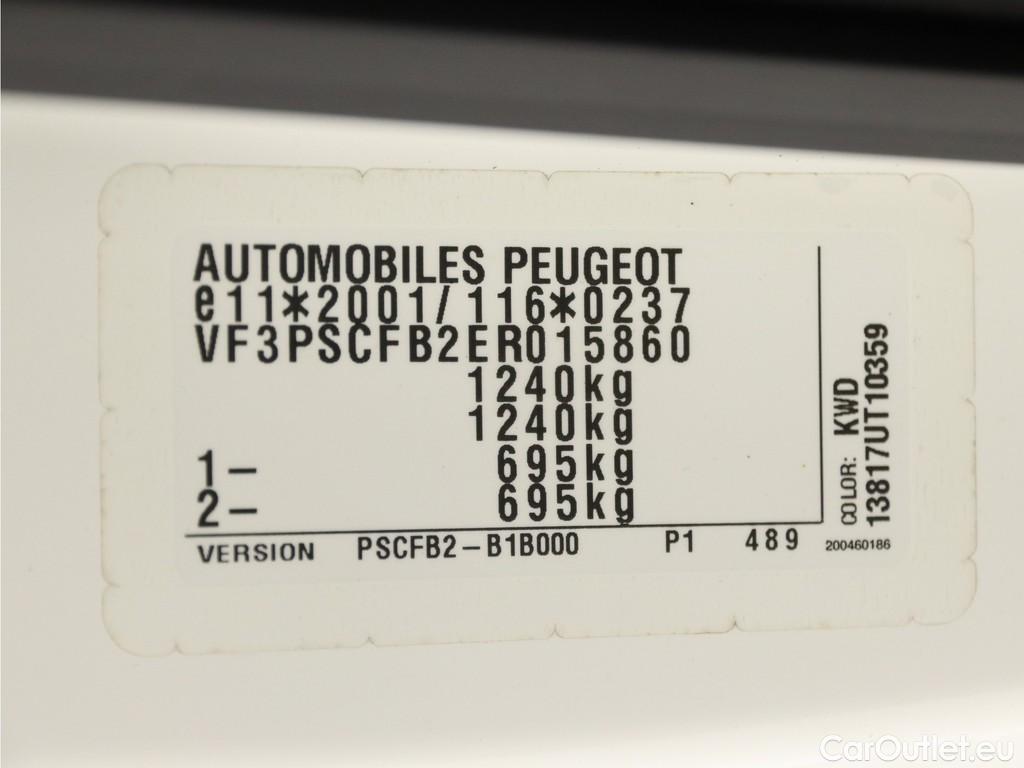 AUTOMOBILES PEUGEOT
e11*2001/116*0237
VF3PSCFB2ER015860
1240kg
1240kg
1- 695kg
2- 695kg
VERSION PSCFB2-B1B000 P1 489
COLOR: KWD
13817UT10359
200460186
CarOutlet.eu